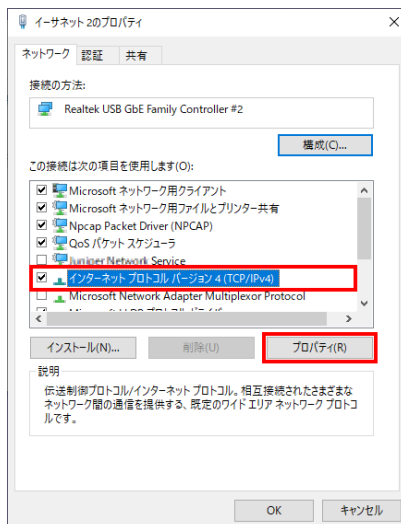 イーサネット 2のプロパティ
ネットワーク 認証 共有
接続の方法:
Realtek USB GbE Family Controller #2
構成(C)...
この接続は次の項目を使用します(O):
Microsoft ネットワーク用クライアント
Microsoft ネットワーク用ファイルとプリンター共有
Npcap Packet Driver (NPCAP)
QoS パケット スケジューラ
Juniper Network Service
インターネット プロトコル バージョン 4 (TCP/IPv4)
Microsoft Network Adapter Multiplexor Protocol
インストール(N)... 削除(U) プロパティ(R)
説明
伝送制御プロトコル/インターネット プロトコル。相互接続されたさまざまな
ネットワーク間の通信を提供する、既定のワイド エリア ネットワーク プロトコ
ルです。
OK キャンセル